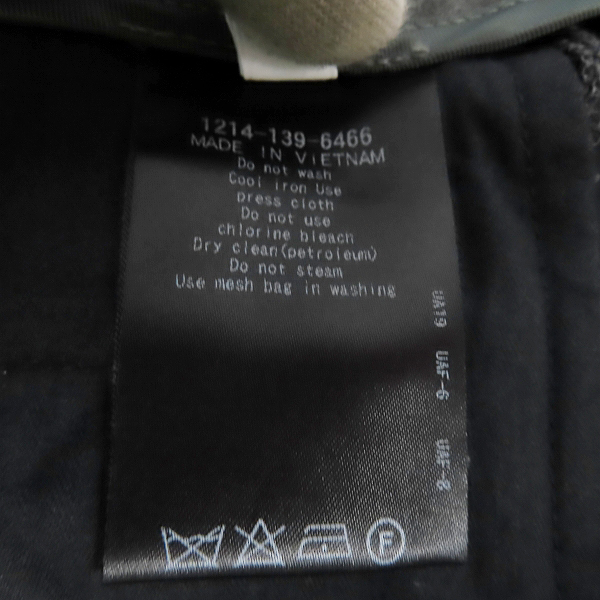 1214-139-6466
MADE IN VIETNAM
Do not wash
Cool iron Use
Dress cloth
Do not use
chlorine bleach
Dry clean(petroleum)
Do not steam
Use mesh bag in washing
UA19 UAF-6 UAF-8
F